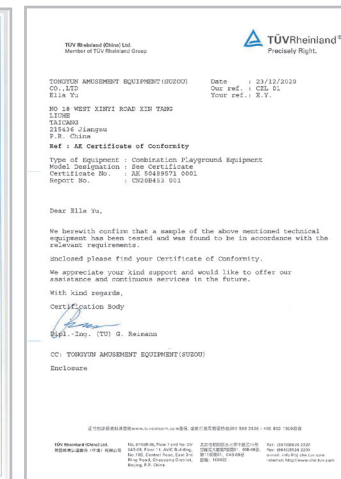 TÜV Rheinland (China) Ltd.
Member of TÜV Rheinland Group
TÜVRheinland®
Precisely Right.
TONGYUN AMUSEMENT EQUIPMENT(SUZOU)
CO.,LTD
Ella Yu
Date : 23/12/2020
Our ref. : CZL 01
Your ref.: E.Y.
NO 18 WEST XINYI ROAD XIN TANG
LIUHE
TAICANG
215436 Jiangsu
P.R. China
Ref : AK Certificate of Conformity
Type of Equipment : Combination Playground Equipment
Model Designation : See Certificate
Certificate No. : AK 50489571 0001
Report No. : CN20B453 001
Dear Ella Yu,
We herewith confirm that a sample of the above mentioned technical
equipment has been tested and was found to be in accordance with the
relevant requirements.
Enclosed please find your Certificate of Conformity.
We appreciate your kind support and would like to offer our
assistance and continuous services in the future.
With kind regards,
Certification Body
Dipl.-Ing. (TU) G. Reimann
CC: TONGYUN AMUSEMENT EQUIPMENT(SUZOU)
Enclosure
TÜV Rheinland (China) Ltd.